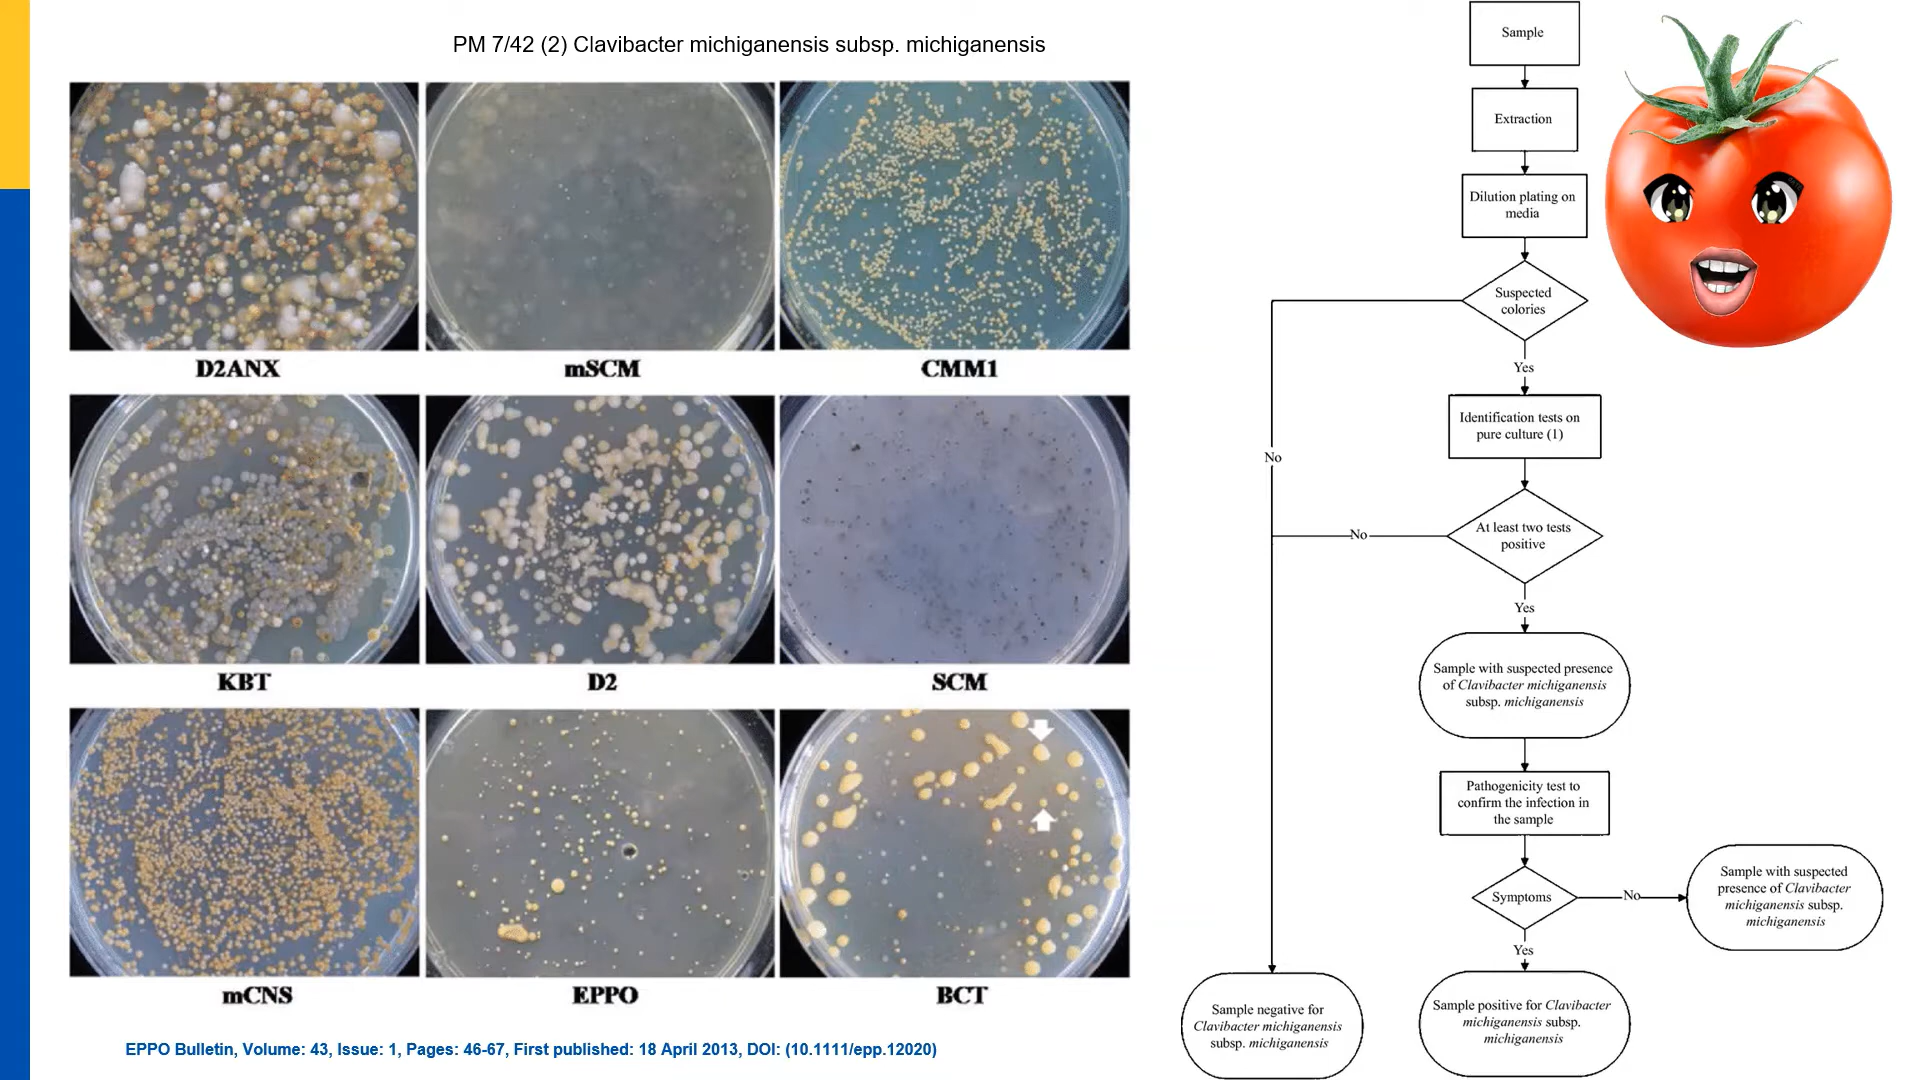 PM 7/42 (2) Clavibacter michiganensis subsp. michiganensis
D2ANX
mSCM
CMM1
KBT
D2
SCM
mCNS
EPPO
BCT
EPPO Bulletin, Volume: 43, Issue: 1, Pages: 46-67, First published: 18 April 2013, DOI: (10.1111/epp.12020)
Sample
Extraction
Dilution plating on
media
Suspected
colories
Yes
No
Identification tests on
pure culture (1)
At least two tests
positive
No
Yes
Sample with suspected presence
of Clavibacter michiganensis
subsp. michiganensis
Pathogenicity test to
confirm the infection in
the sample
Symptoms
No
Sample with suspected
presence of Clavibacter
michiganensis subsp.
michiganensis
Yes
Sample negative for
Clavibacter michiganensis
subsp. michiganensis
Sample positive for Clavibacter
michiganensis subsp.
michiganensis